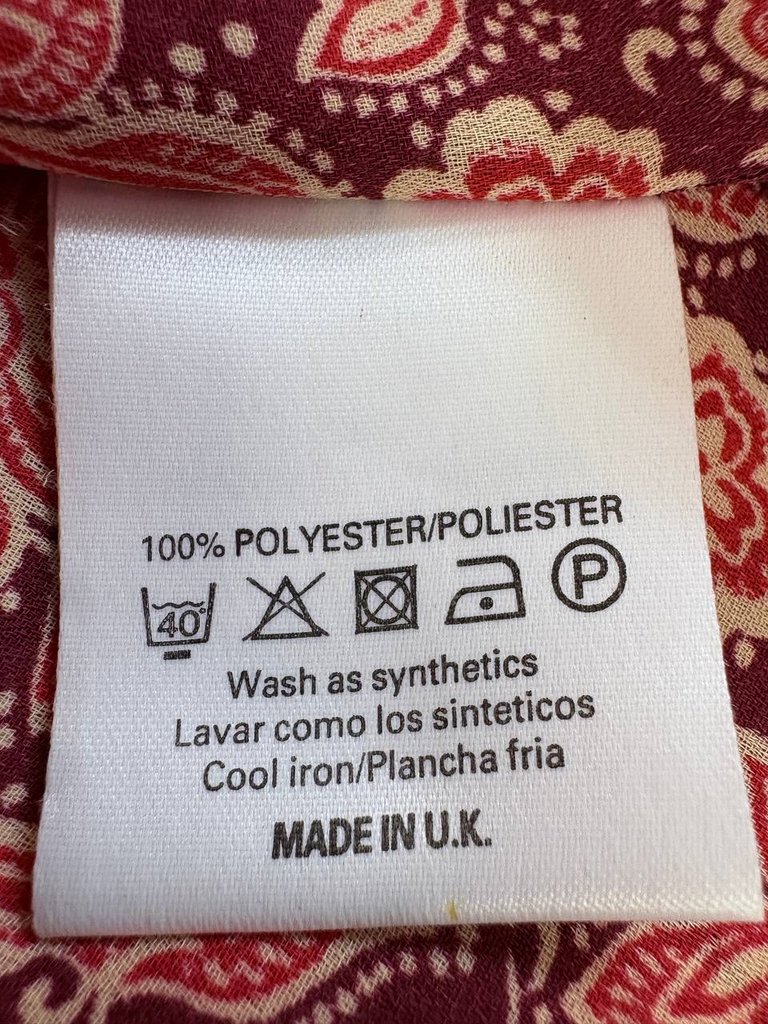 100% POLYESTER/POLIESTER
40° P
Wash as synthetics
Lavar como los sinteticos
Cool iron/Plancha fria
MADE IN U.K.